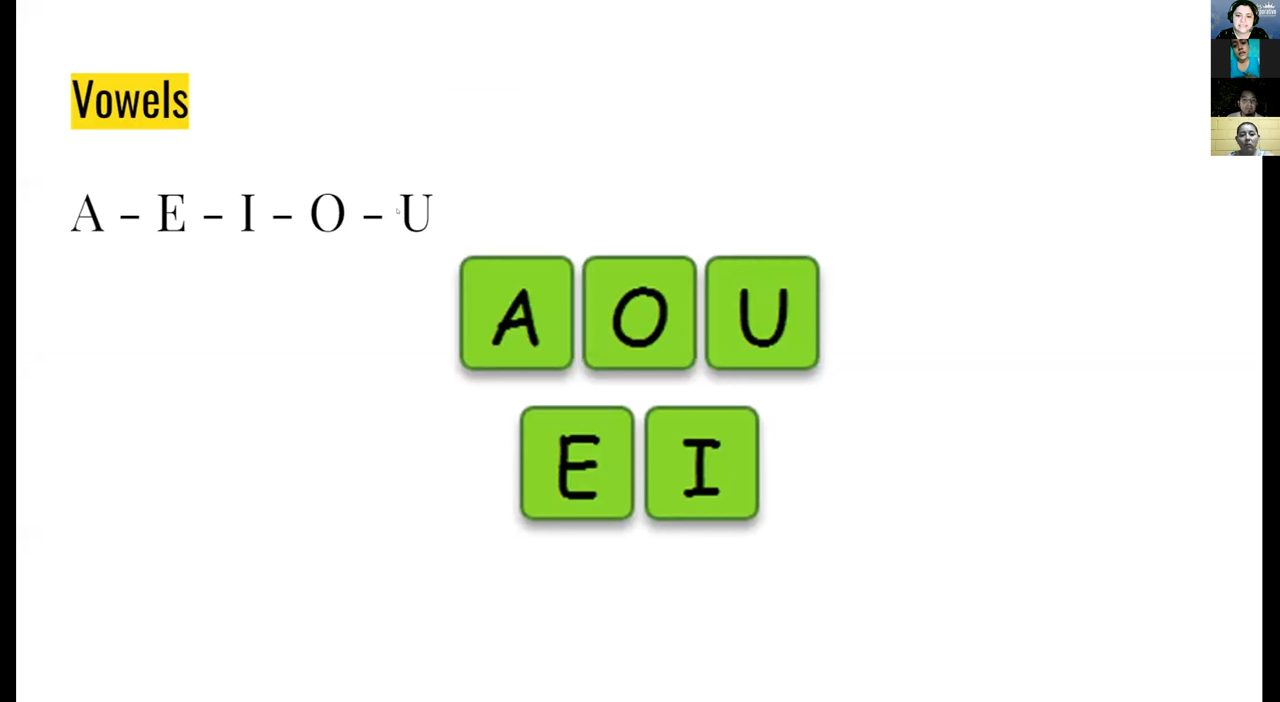 Vowels
A – E – I – O – U
A O U
E I